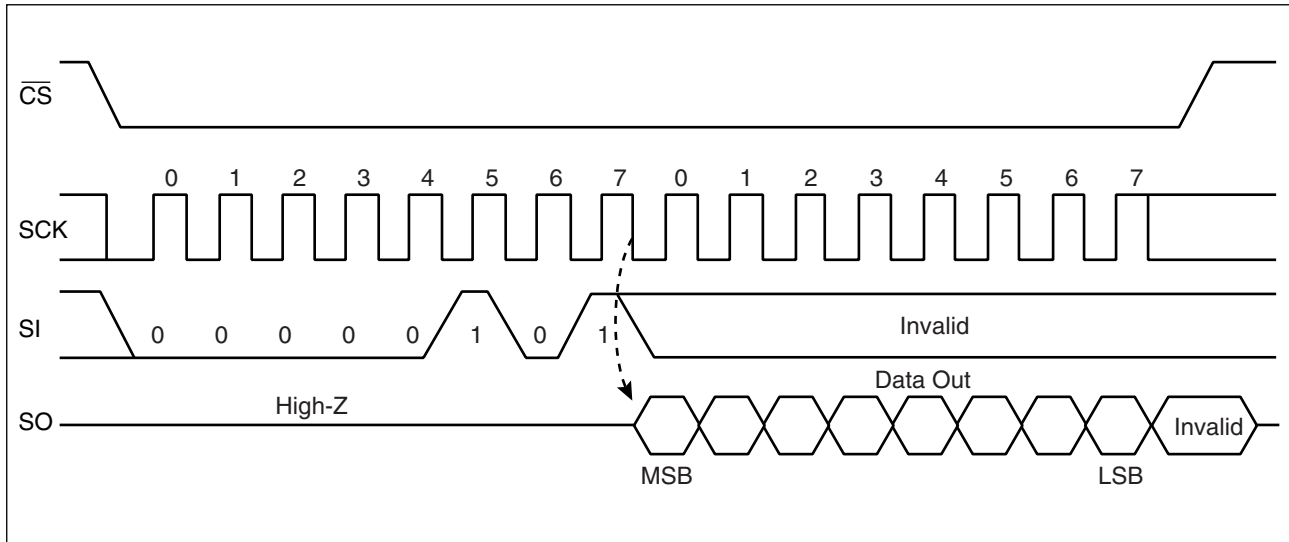 CS
0 1 2 3 4 5 6 7 0 1 2 3 4 5 6 7
SCK
SI
0 0 0 0 0 1 0 1
Invalid
Data Out
High-Z
SO
Invalid
MSB
LSB